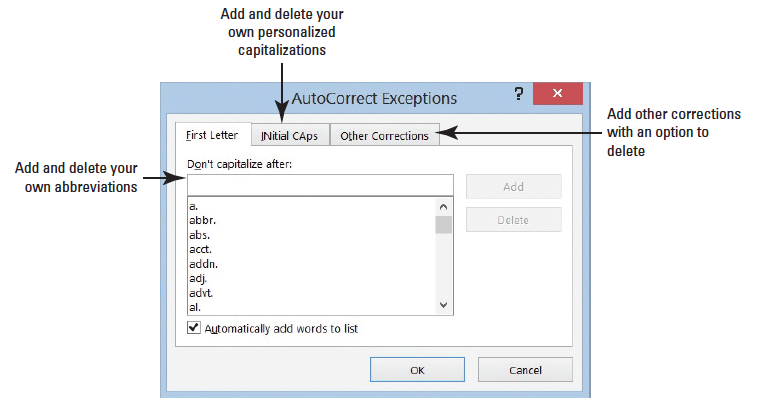 Add and delete your
own personalized
capitalizations
AutoCorrect Exceptions
?
×
First Letter
INitial CAps
Other Corrections
Add other corrections
with an option to
delete
Add and delete your
own abbreviations
Don't capitalize after:
Add
Delete
a.
abbr.
abs.
acct.
addn.
adj.
advt.
al.
Automatically add words to list
OK
Cancel